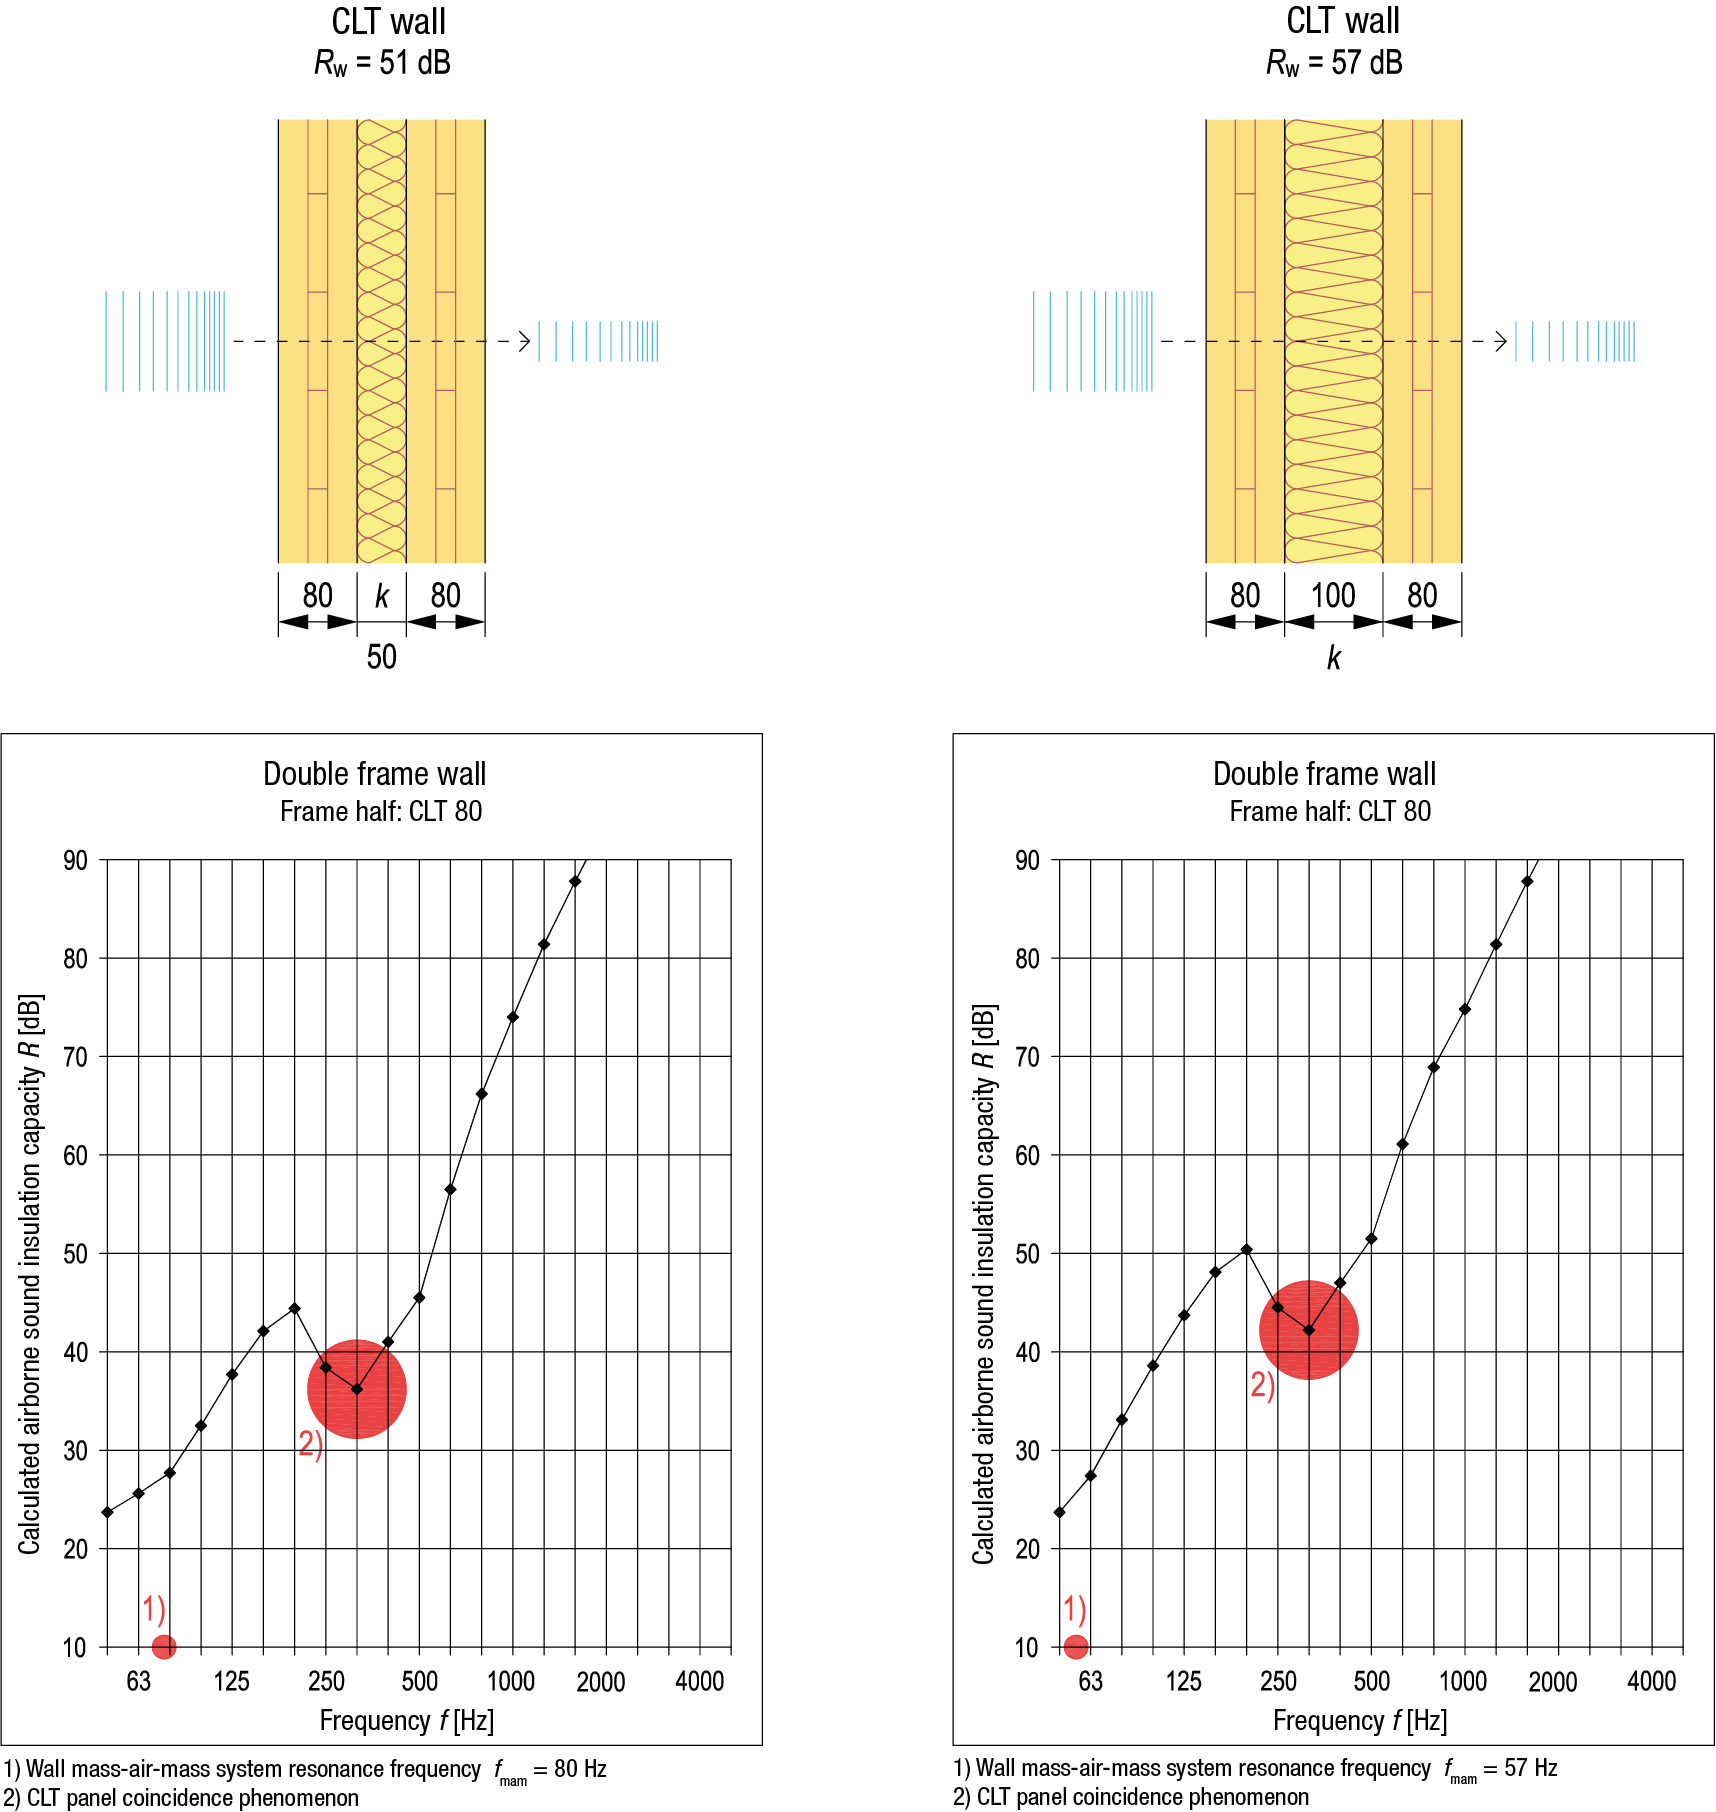 CLT wall
Rw = 51 dB
80 k 80
50
CLT wall
Rw = 57 dB
80 100 80
k
Double frame wall
Frame half: CLT 80
Calculated airborne sound insulation capacity R [dB]
90
80
70
60
50
40
30
20
10
2)
1)
63 125 250 500 1000 2000 4000
Frequency f [Hz]
1) Wall mass-air-mass system resonance frequency fmam = 80 Hz
2) CLT panel coincidence phenomenon
Double frame wall
Frame half: CLT 80
Calculated airborne sound insulation capacity R [dB]
90
80
70
60
50
40
30
20
10
2)
1)
63 125 250 500 1000 2000 4000
Frequency f [Hz]
1) Wall mass-air-mass system resonance frequency fmam = 57 Hz
2) CLT panel coincidence phenomenon